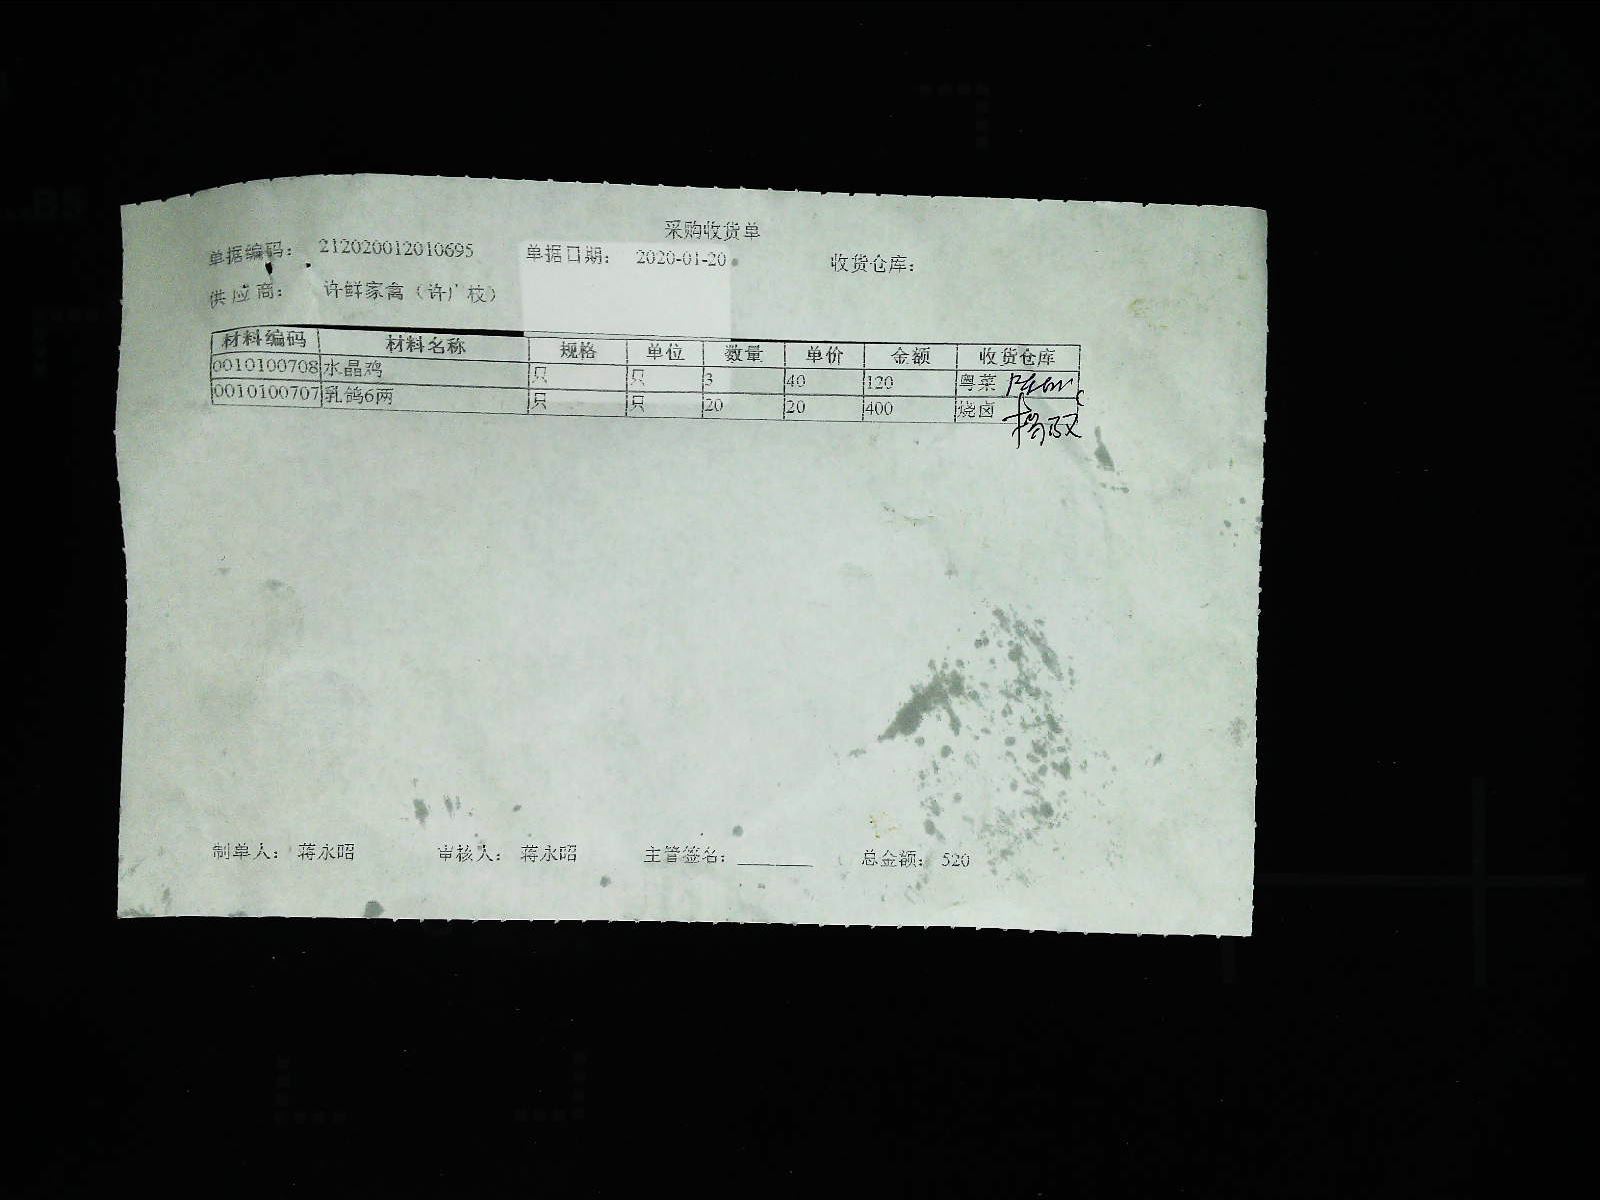 采购收货单
单据编码： 212020012010695 单据日期： 2020-01-20 收货仓库：
供应商： 许鲜家禽（许广枝）
材料编码 材料名称 规格 单位 数量 单价 金额 收货仓库
0010100708 水晶鸡 只 只 3 40 120 粤菜
0010100707 乳鸽6两 只 只 20 20 400 烧卤
制单人： 蒋永昭 审核人： 蒋永昭 主管签名： 总金额： 520